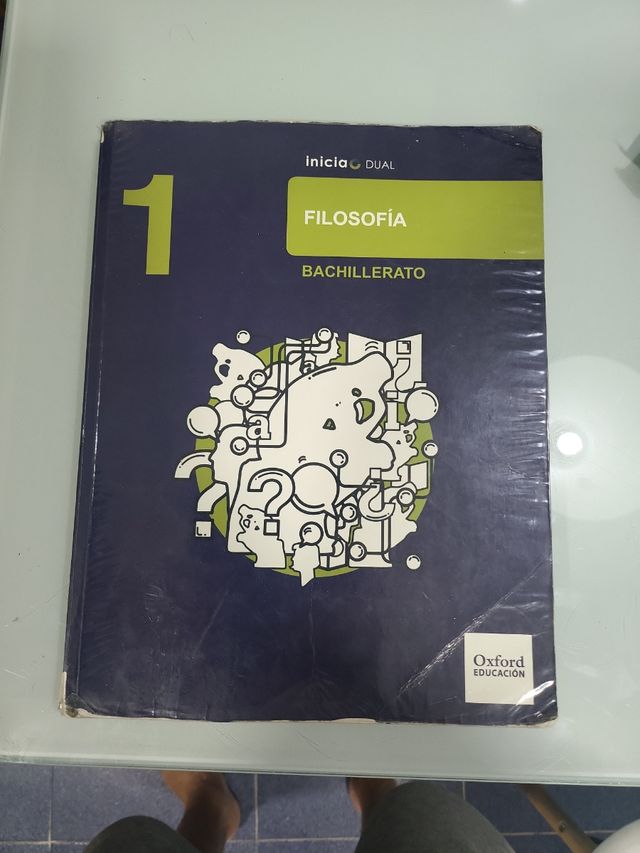 inicia DUAL
1
FILOSOFÍA
BACHILLERATO
a
a
?
?
?
Oxford
EDUCACIÓN